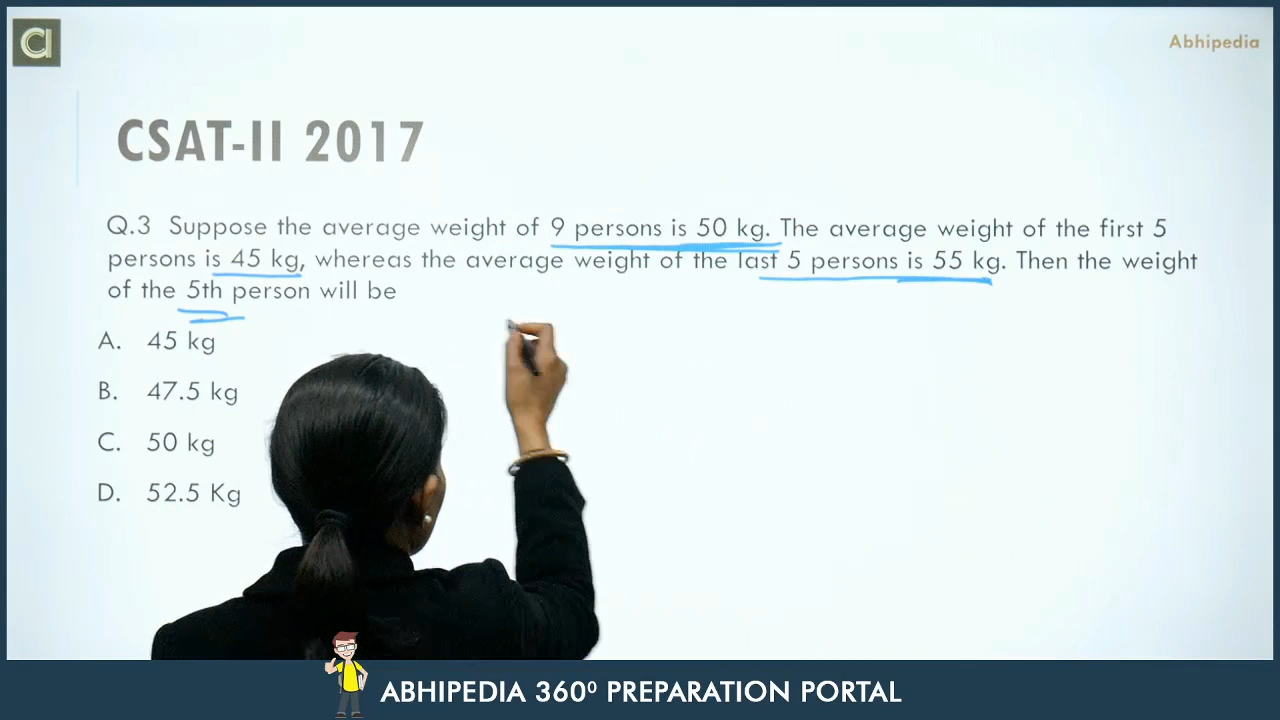 Abhipedia
CSAT-II 2017
Q.3 Suppose the average weight of 9 persons is 50 kg. The average weight of the first 5
persons is 45 kg, whereas the average weight of the last 5 persons is 55 kg. Then the weight
of the 5th person will be
A. 45 kg
B. 47.5 kg
C. 50 kg
D. 52.5 Kg
ABHIPEDIA 360⁰ PREPARATION PORTAL